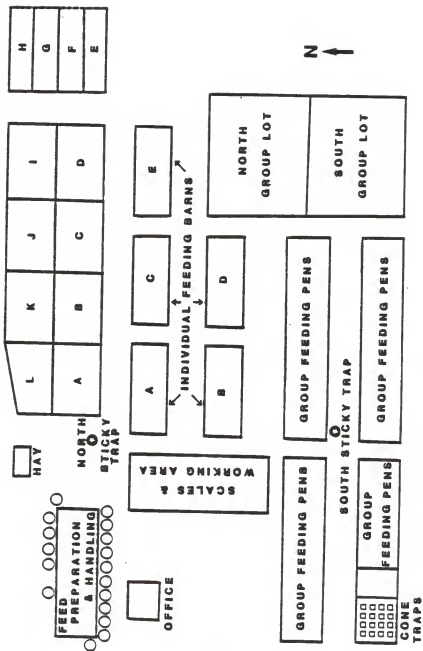 FEED
PREPARATION
& HANDLING
HAY
NORTH
STICKY
TRAP
L
K
J
I
A
B
C
D
H
G
F
E
OFFICE
SCALES &
WORKING AREA
A
C
E
INDIVIDUAL FEEDING BARNS
B
D
N
NORTH
GROUP LOT
SOUTH
GROUP LOT
GROUP FEEDING PENS
GROUP FEEDING PENS
SOUTH STICKY TRAP
GROUP
FEEDING PENS
GROUP FEEDING PENS
CONE
TRAPS